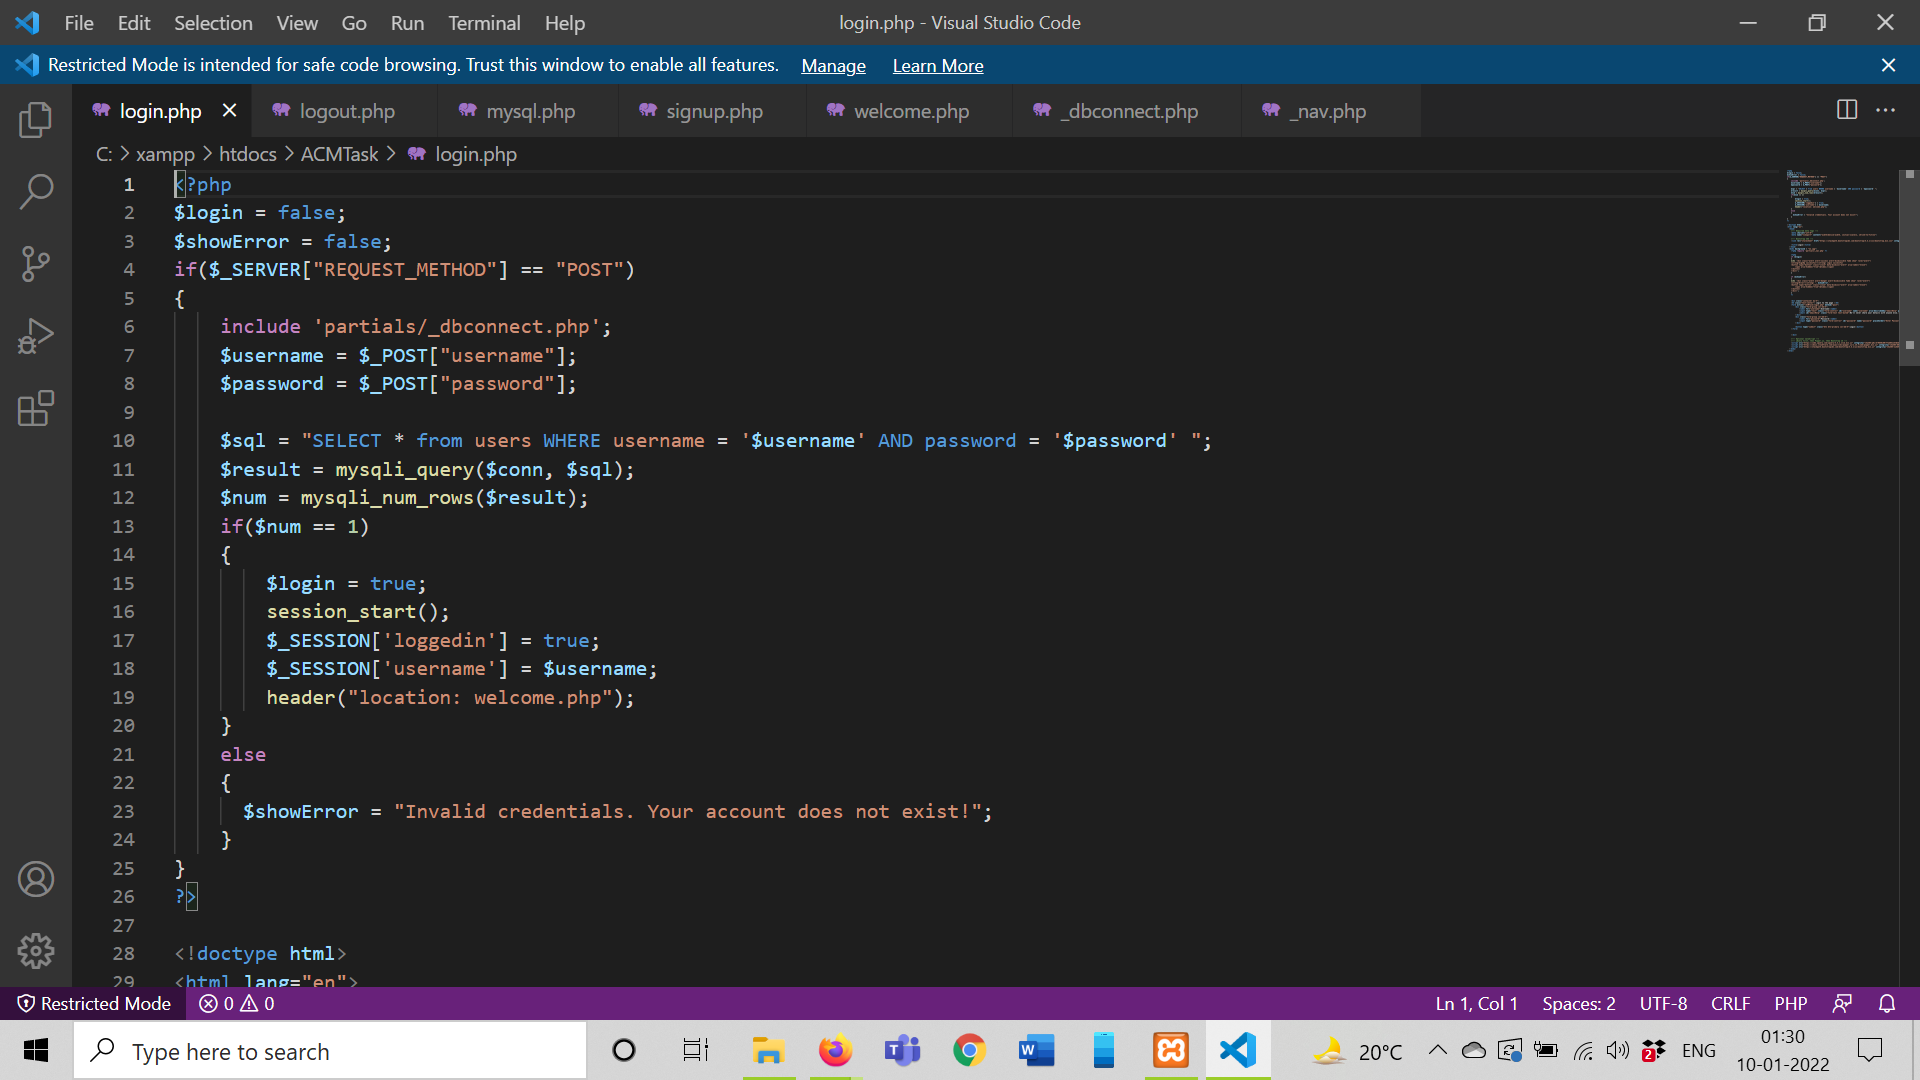 File Edit Selection View Go Run Terminal Help login.php - Visual Studio Code
Restricted Mode is intended for safe code browsing. Trust this window to enable all features. Manage Learn More
login.php logout.php mysql.php signup.php welcome.php _dbconnect.php _nav.php
C: > xampp > htdocs > ACMTask > login.php
1 <?php
2 $login = false;
3 $showError = false;
4 if($_SERVER["REQUEST_METHOD"] == "POST")
5 {
6 include 'partials/_dbconnect.php';
7 $username = $_POST["username"];
8 $password = $_POST["password"];
9
10 $sql = "SELECT * from users WHERE username = '$username' AND password = '$password' ";
11 $result = mysqli_query($conn, $sql);
12 $num = mysqli_num_rows($result);
13 if($num == 1)
14 {
15 $login = true;
16 session_start();
17 $_SESSION['loggedin'] = true;
18 $_SESSION['username'] = $username;
19 header("location: welcome.php");
20 }
21 else
22 {
23 $showError = "Invalid credentials. Your account does not exist!";
24 }
25 }
26 ?>
27
28 <!doctype html>
29 <html lang="en">
Restricted Mode 0 0 Ln 1, Col 1 Spaces: 2 UTF-8 CRLF PHP
Type here to search 20°C 2 ENG 01:30
10-01-2022